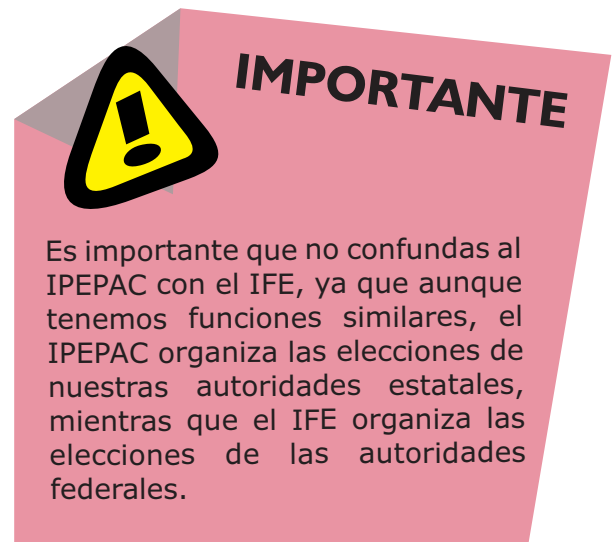 IMPORTANTE
Es importante que no confundas al
IPEPAC con el IFE, ya que aunque
tenemos funciones similares, el
IPEPAC organiza las elecciones de
nuestras autoridades estatales,
mientras que el IFE organiza las
elecciones de las autoridades
federales.